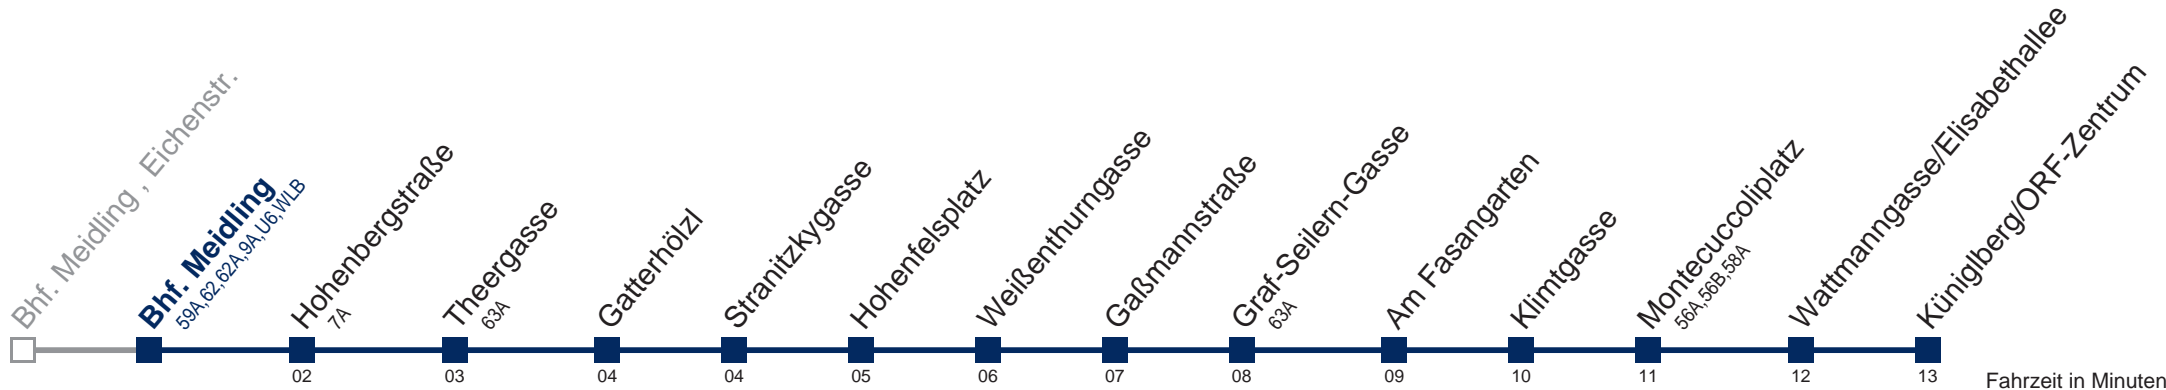 Bhf. Meidling , Eichenstr.
Bhf. Meidling
59A,62,62A,9A,U6,WLB
Hohenbergstraße
7A
Theergasse
63A
Gatterhölzl
Stranitzkygasse
Hohenfelsplatz
Weißenthurngasse
Gaßmannstraße
Graf-Seilern-Gasse
63A
Am Fasangarten
Klimtgasse
Montecuccoliplatz
56A,56B,58A
Wattmanngasse/Elisabethallee
Küniglberg/ORF-Zentrum
02 03 04 04 05 06 07 08 09 10 11 12 13 Fahrzeit in Minuten